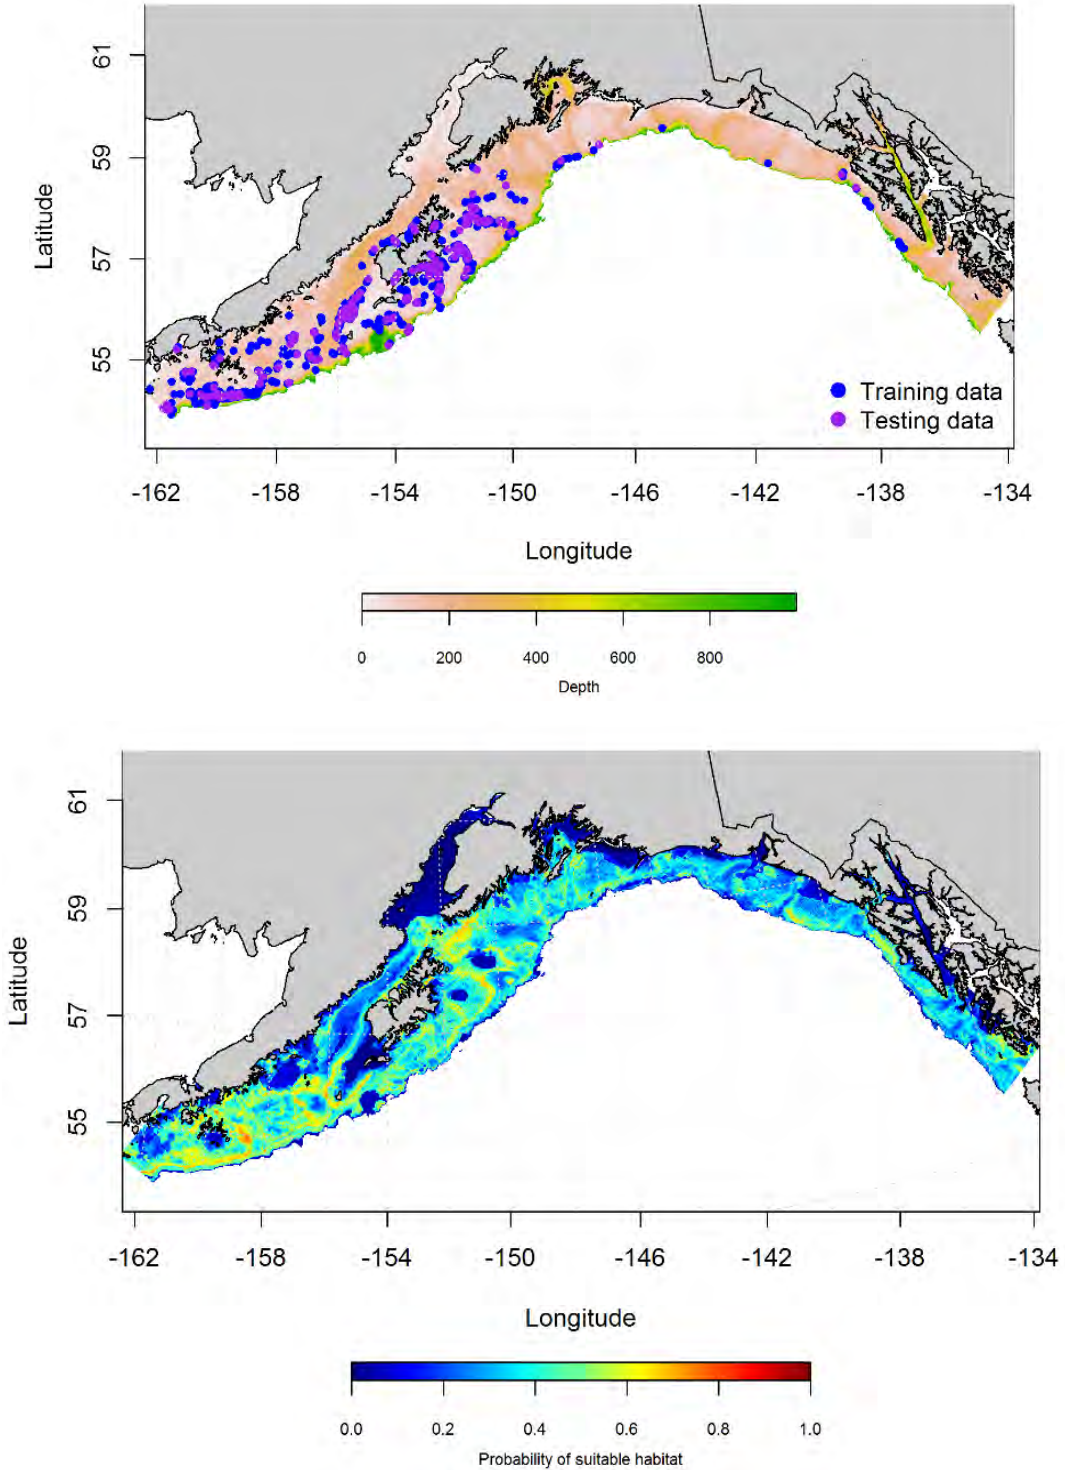 61
59
57
55
Latitude
Training data
Testing data
-162 -158 -154 -150 -146 -142 -138 -134
Longitude
0 200 400 600 800
Depth
61
59
57
55
Latitude
-162 -158 -154 -150 -146 -142 -138 -134
Longitude
0.0 0.2 0.4 0.6 0.8 1.0
Probability of suitable habitat